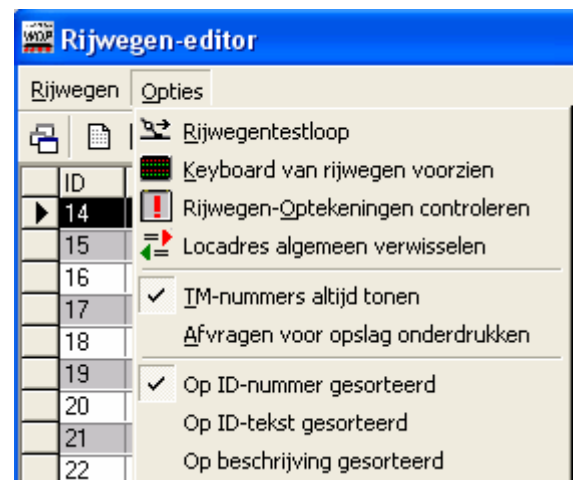 Rijwegen-editor
Rijwegen Opties
Rijwegentestloop
Keyboard van rijwegen voorzien
Rijwegen-Optekeningen controleren
Locadres algemeen verwisselen
TM-nummers altijd tonen
Afvragen voor opslag onderdrukken
Op ID-nummer gesorteerd
Op ID-tekst gesorteerd
Op beschrijving gesorteerd
ID
14
15
16
17
18
19
20
21
22